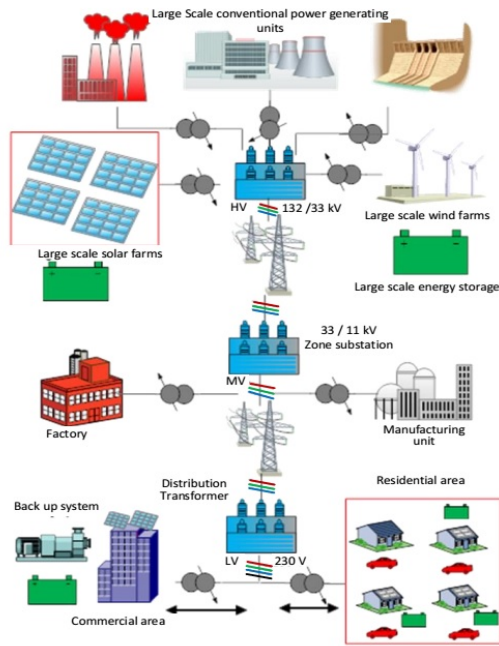 Large Scale conventional power generating
units
HV
132 /33 kV
Large scale wind farms
Large scale solar farms
Large scale energy storage
33 / 11 kV
Zone substation
MV
Factory
Manufacturing
unit
Distribution
Transformer
Residential area
Back up system
LV
230 V
Commercial area